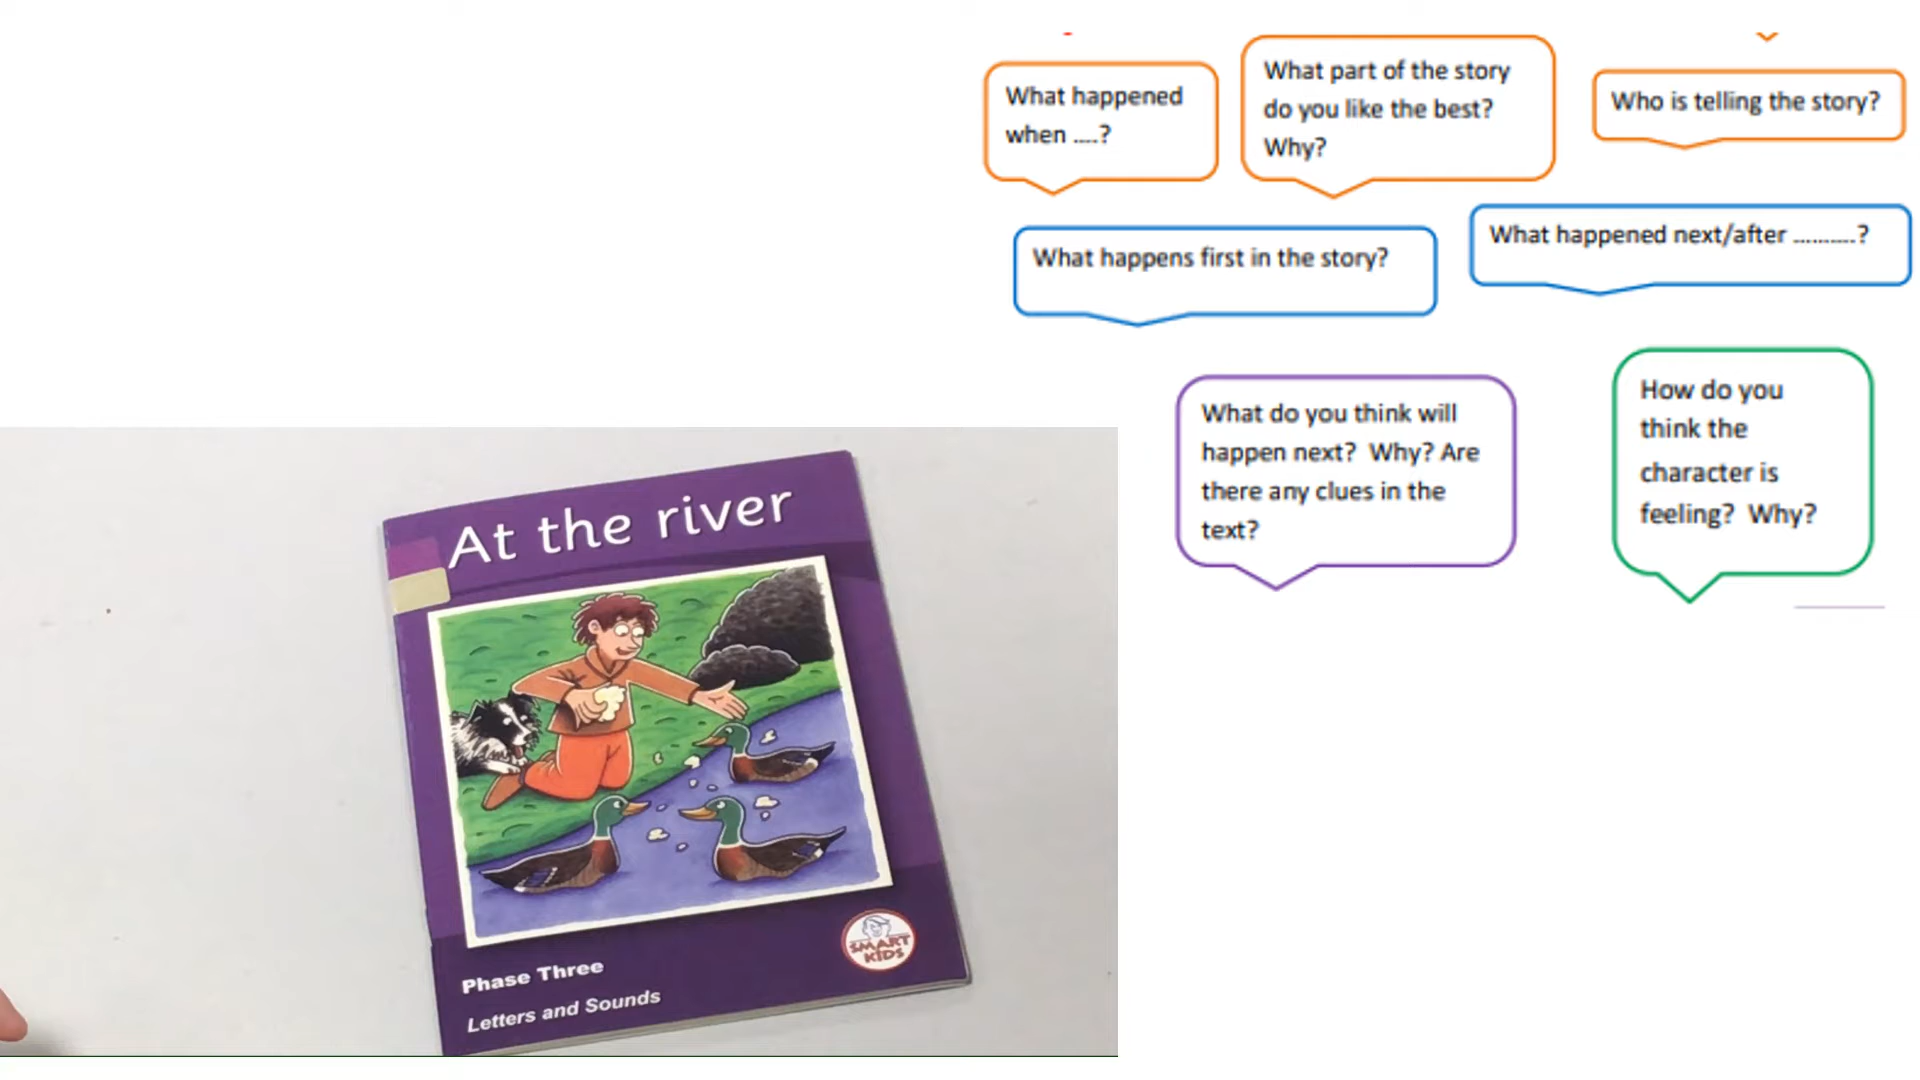 What happened
when ....?
What part of the story
do you like the best?
Why?
Who is telling the story?
What happens first in the story?
What happened next/after ..........?
What do you think will
happen next?  Why? Are
there any clues in the
text?
How do you
think the
character is
feeling?  Why?
At the river
SMART
KIDS
Phase Three
Letters and Sounds